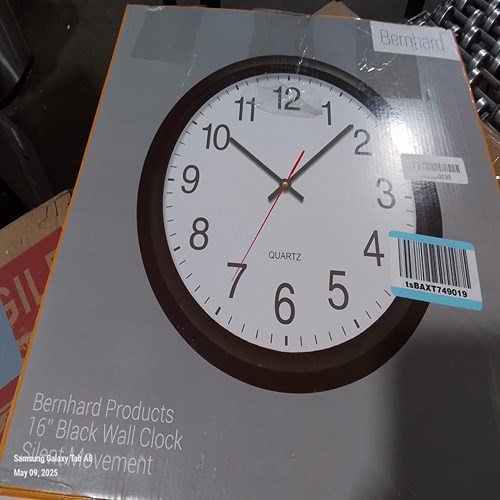 Bernhard
12
11
1
10
2
9
3
8
4
QUARTZ
7
5
6
tsBAXT749019
Bernhard Products
16" Black Wall Clock
Silent Movement
Samsung Galaxy Tab A8
May 09, 2025